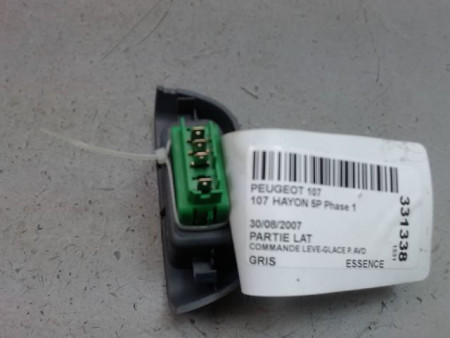 PEUGEOT 107
107 HAYON 5P Phase 1
30/08/2007
PARTIE LAT
COMMANDE LEVE-GLACE P. AVD
GRIS ESSENCE
331338